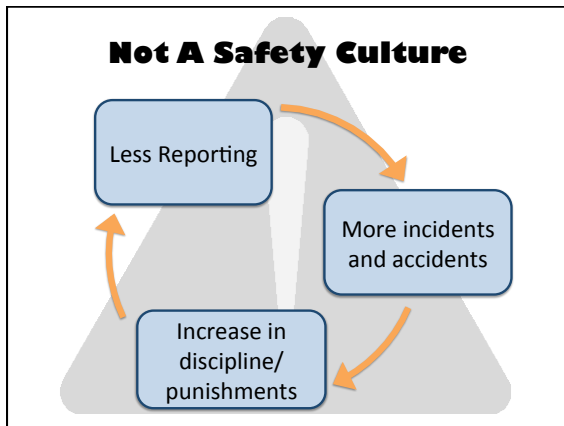 Not A Safety Culture
Less Reporting
More incidents
and accidents
Increase in
discipline/
punishments